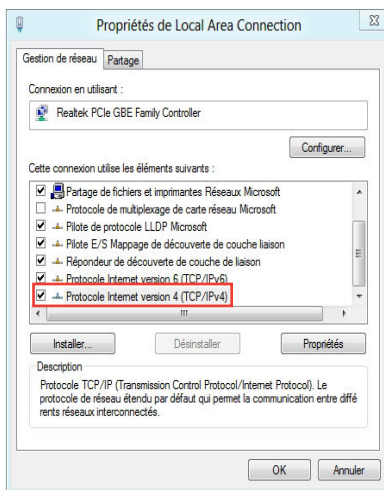 Propriétés de Local Area Connection
Gestion de réseau Partage
Connexion en utilisant :
Realtek PCIe GBE Family Controller
Configurer...
Cette connexion utilise les éléments suivants :
Partage de fichiers et imprimantes Réseaux Microsoft
Protocole de multiplexage de carte réseau Microsoft
Pilote de protocole LLDP Microsoft
Pilote E/S Mappage de découverte de couche liaison
Répondeur de découverte de couche de liaison
Protocole Internet version 6 (TCP/IPv6)
Protocole Internet version 4 (TCP/IPv4)
Installer... Désinstaller Propriétés
Description
Protocole TCP/IP (Transmission Control Protocol/Internet Protocol). Le
protocole de réseau étendu par défaut qui permet la communication entre diffé
rents réseaux interconnectés.
OK Annuler